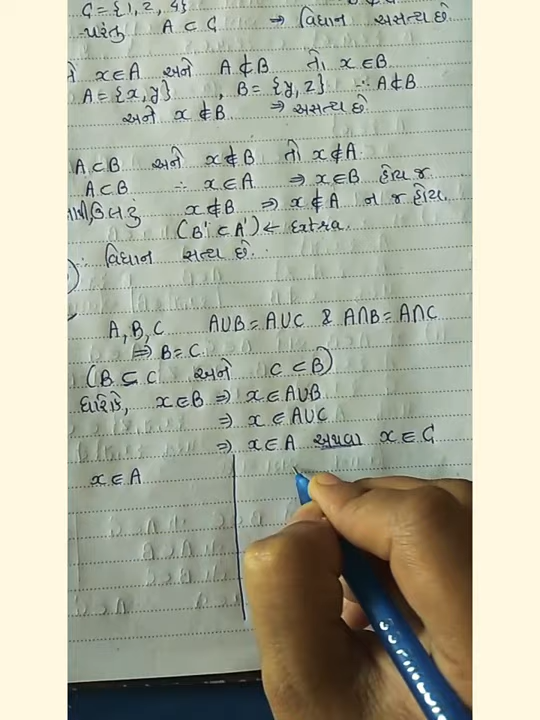 C = {1, 2, 4}
પરંતુ A ⊂ C ⇒ વિધાન અસત્ય છે.
x∈A અને A⊄B તો x∈B
A = {x, y} , B = {y, z} ∴ A⊄B
અને x∉B ⇒ અસત્ય છે.
A⊂B અને x∉B તો x∉A
A⊂B ∴ x∈A ⇒ x∈B હોય જ
x∉B ⇒ x∉A ન જ હોય.
(B' ⊂ A') ← Extra.
∴ વિધાન સત્ય છે.
A, B, C A∪B = A∪C & A∩B = A∩C
⇒ B = C.
(B ⊆ C અને C ⊂ B)
ધારોકે, x∈B ⇒ x∈A∪B
⇒ x∈A∪C
⇒ x∈A અથવા x∈C
x∈A